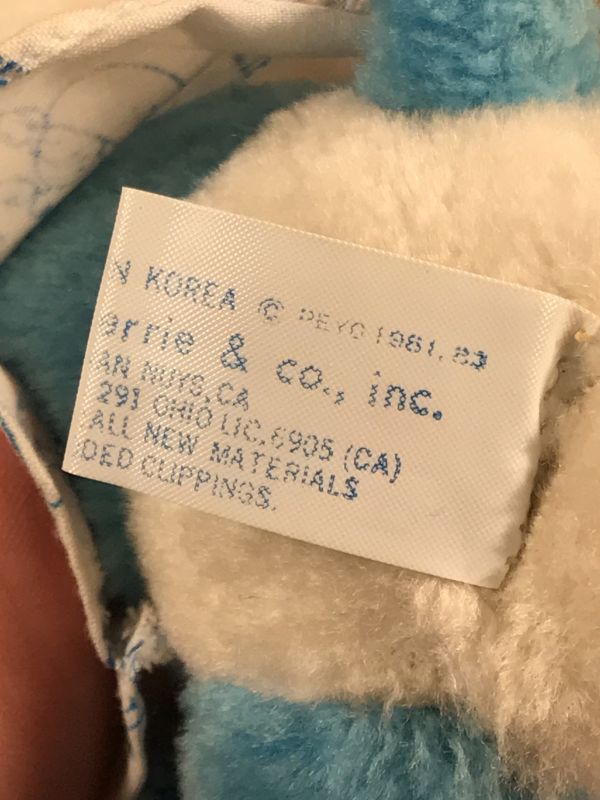 N KOREA © PEYO 1981, 83
arrie & co., inc.
AN NUYS, CA
291 OHIO LIC. 6905 (CA)
ALL NEW MATERIALS
DED CLIPPINGS.